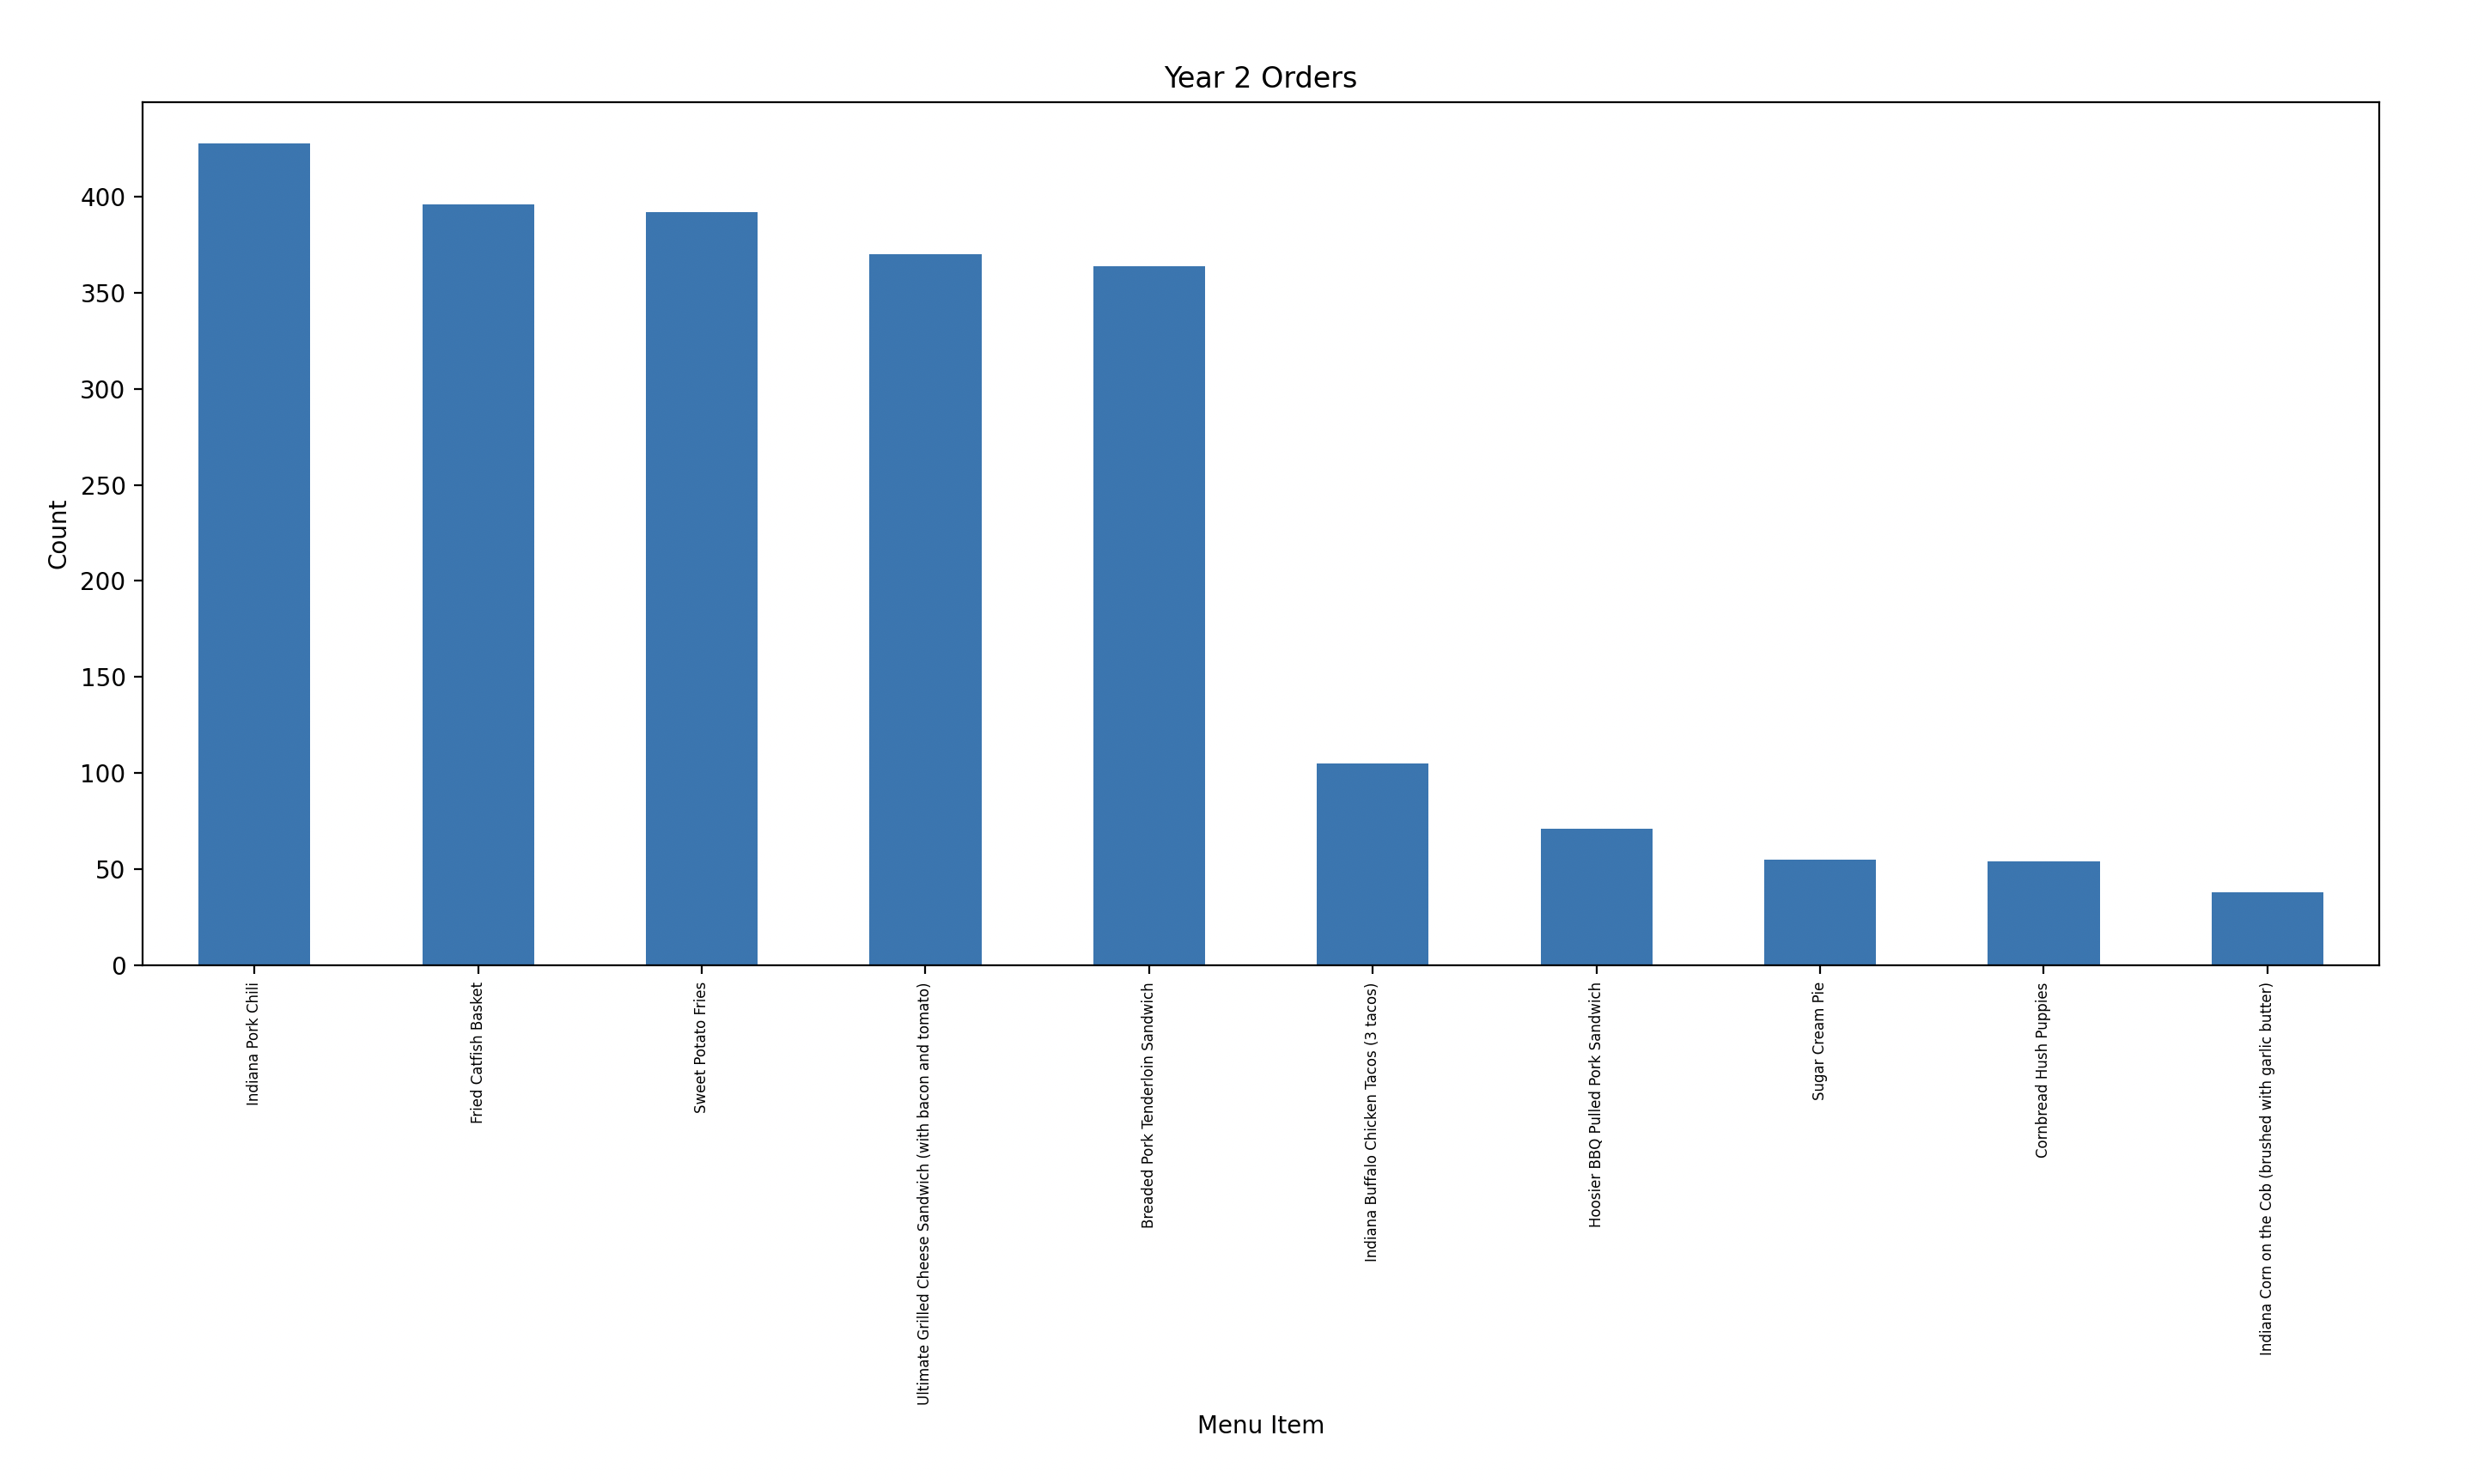 Year 2 Orders
Count
400
350
300
250
200
150
100
50
0
Indiana Pork Chili
Fried Catfish Basket
Sweet Potato Fries
Ultimate Grilled Cheese Sandwich (with bacon and tomato)
Breaded Pork Tenderloin Sandwich
Indiana Buffalo Chicken Tacos (3 tacos)
Hoosier BBQ Pulled Pork Sandwich
Sugar Cream Pie
Cornbread Hush Puppies
Indiana Corn on the Cob (brushed with garlic butter)
Menu Item